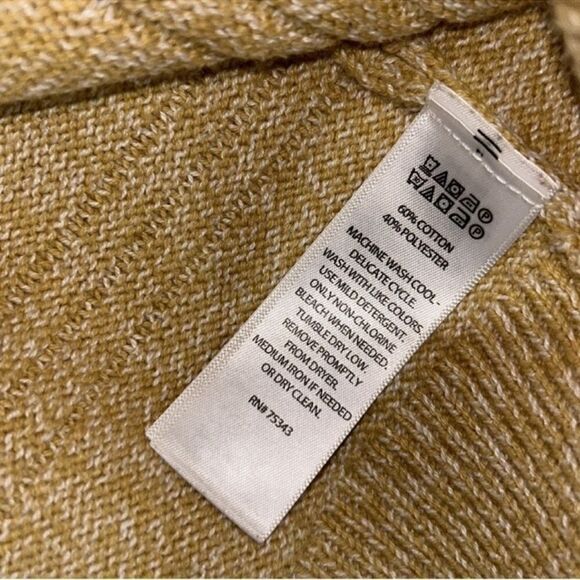 60% COTTON
40% POLYESTER
MACHINE WASH COOL-
DELICATE CYCLE.
WASH WITH LIKE COLORS.
USE MILD DETERGENT.
ONLY NON-CHLORINE
BLEACH WHEN NEEDED.
TUMBLE DRY LOW.
REMOVE PROMPTLY
FROM DRYER.
MEDIUM IRON IF NEEDED
OR DRY CLEAN.
RN# 75343